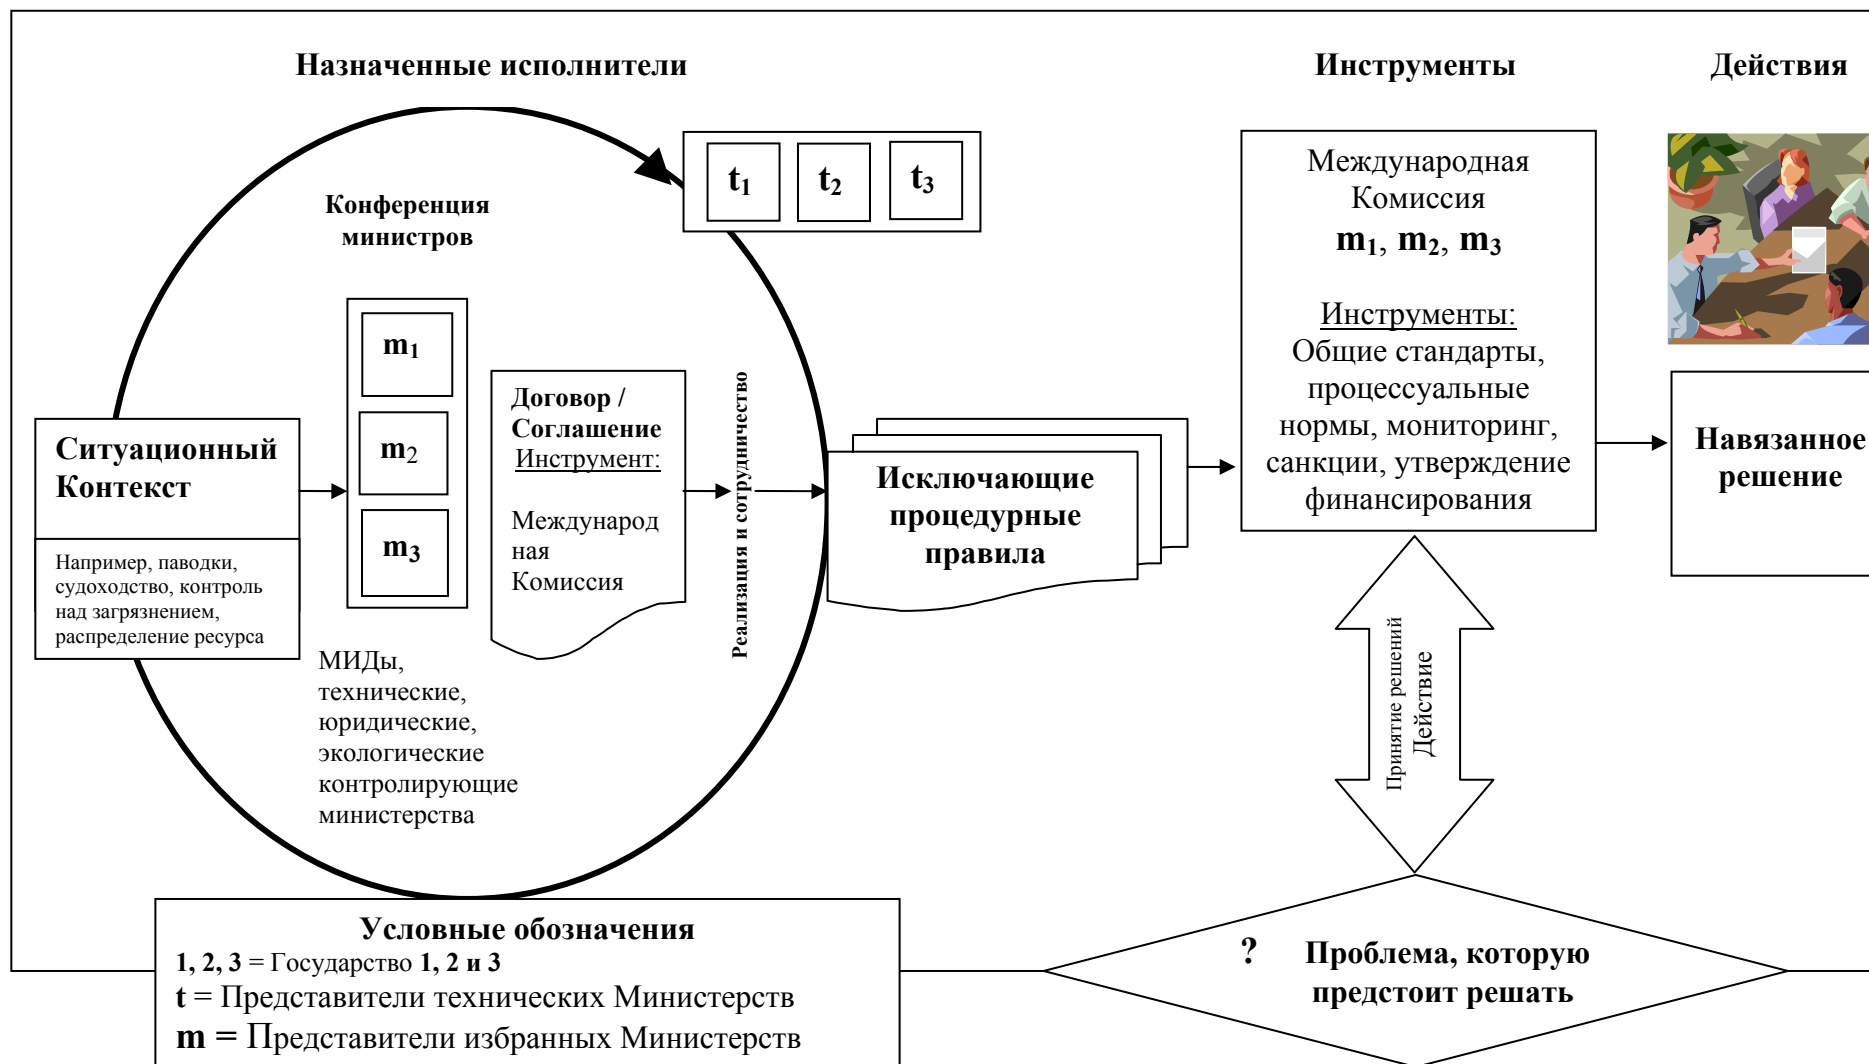 Назначенные исполнители
Инструменты
Действия
t1
t2
t3
Конференция
министров
m1
m2
m3
Ситуационный
Контекст
Например, паводки,
судоходство, контроль
над загрязнением,
распределение ресурса
МИДы,
технические,
юридические,
экологические
контролирующие
министерства
Договор /
Соглашение
Инструмент:
Международ
ная
Комиссия
Реализация и сотрудничество
Исключающие
процедурные
правила
Международная
Комиссия
m1, m2, m3
Инструменты:
Общие стандарты,
процессуальные
нормы, мониторинг,
санкции, утверждение
финансирования
Навязанное
решение
Принятие решений
Действие
? Проблема, которую
предстоит решать
Условные обозначения
1, 2, 3 = Государство 1, 2 и 3
t = Представители технических Министерств
m = Представители избранных Министерств